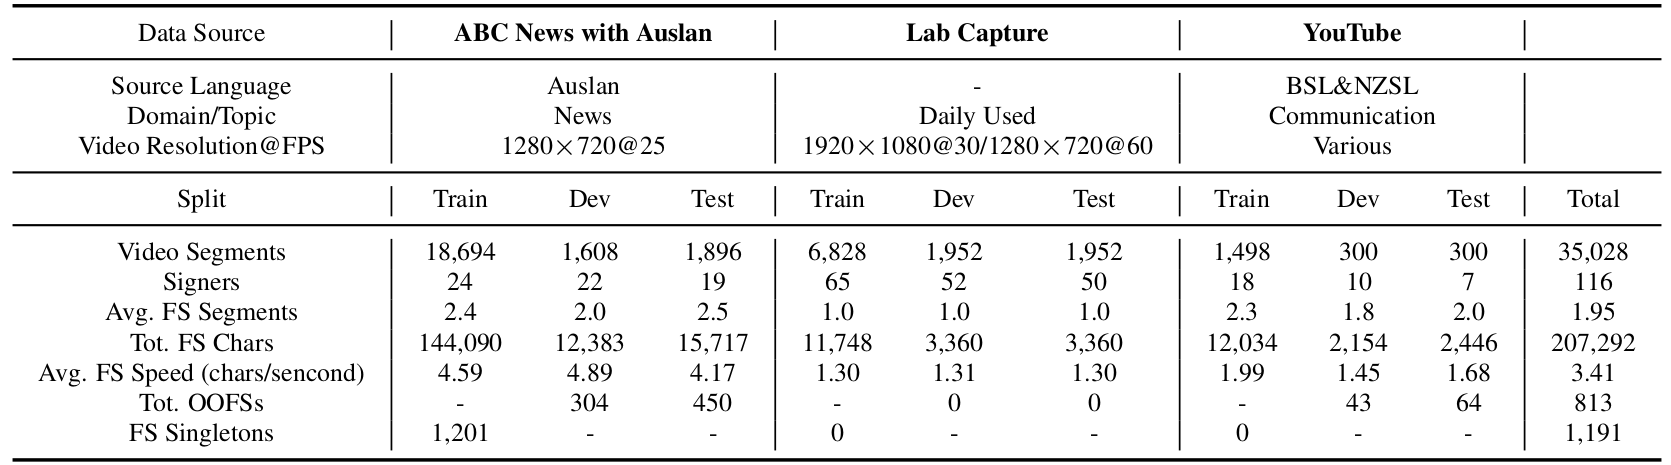 Data Source ABC News with Auslan Lab Capture YouTube
Source Language Auslan - BSL&NZSL
Domain/Topic News Daily Used Communication
Video Resolution@FPS 1280×720@25 1920×1080@30/1280×720@60 Various
Split Train Dev Test Train Dev Test Train Dev Test Total
Video Segments 18,694 1,608 1,896 6,828 1,952 1,952 1,498 300 300 35,028
Signers 24 22 19 65 52 50 18 10 7 116
Avg. FS Segments 2.4 2.0 2.5 1.0 1.0 1.0 2.3 1.8 2.0 1.95
Tot. FS Chars 144,090 12,383 15,717 11,748 3,360 3,360 12,034 2,154 2,446 207,292
Avg. FS Speed (chars/sencond) 4.59 4.89 4.17 1.30 1.31 1.30 1.99 1.45 1.68 3.41
Tot. OOFSs - 304 450 - 0 0 - 43 64 813
FS Singletons 1,201 - - 0 - - 0 - - 1,191